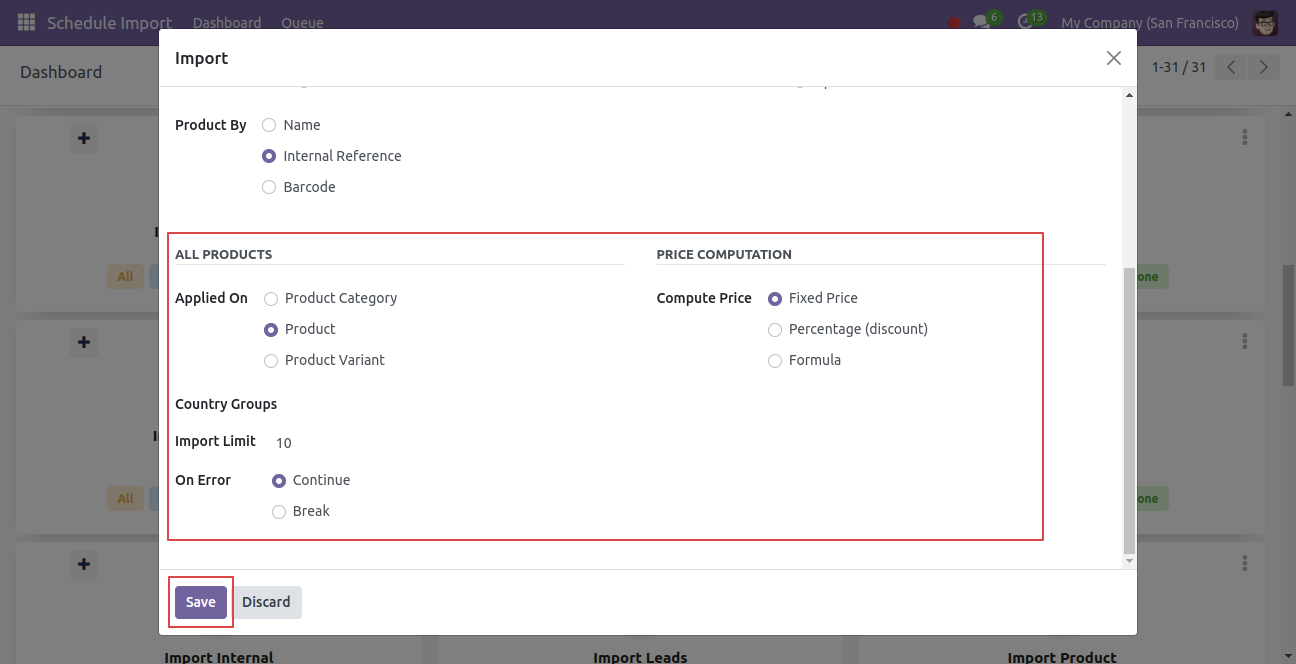 Schedule Import Dashboard Queue 6 13 My Company (San Francisco)
Dashboard 1-31 / 31
Import
Product By Name
Internal Reference
Barcode
ALL PRODUCTS PRICE COMPUTATION
All
Applied On Product Category Compute Price Fixed Price
Product Percentage (discount)
Product Variant Formula
Country Groups
Import Limit 10
On Error Continue
All
Break
Save Discard
Import Internal Import Leads Import Product